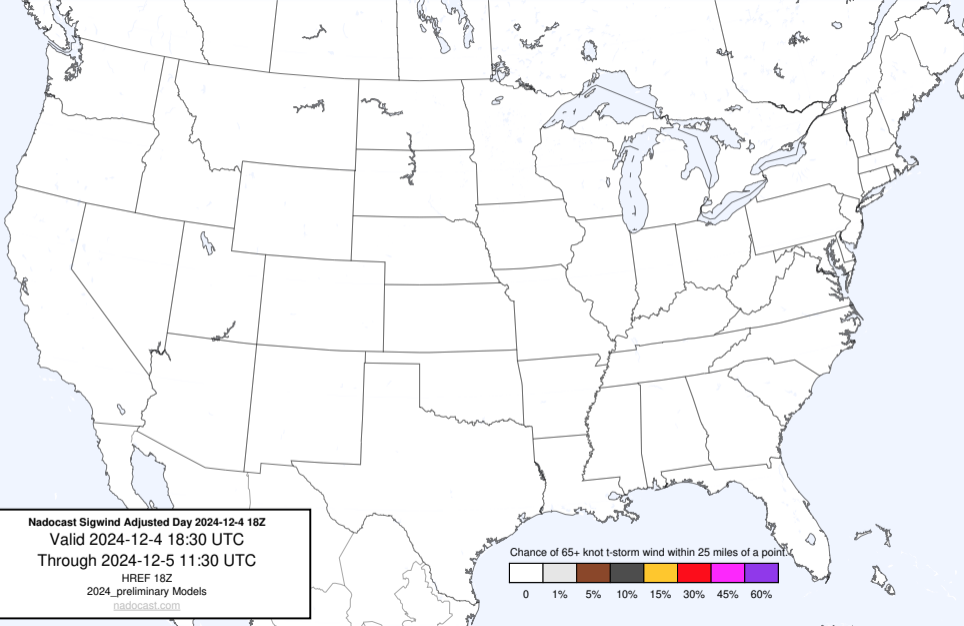 Nadocast Sigwind Adjusted Day 2024-12-4 18Z
Valid 2024-12-4 18:30 UTC
Through 2024-12-5 11:30 UTC
HREF 18Z
2024_preliminary Models
nadocast.com
Chance of 65+ knot t-storm wind within 25 miles of a point.
0 1% 5% 10% 15% 30% 45% 60%